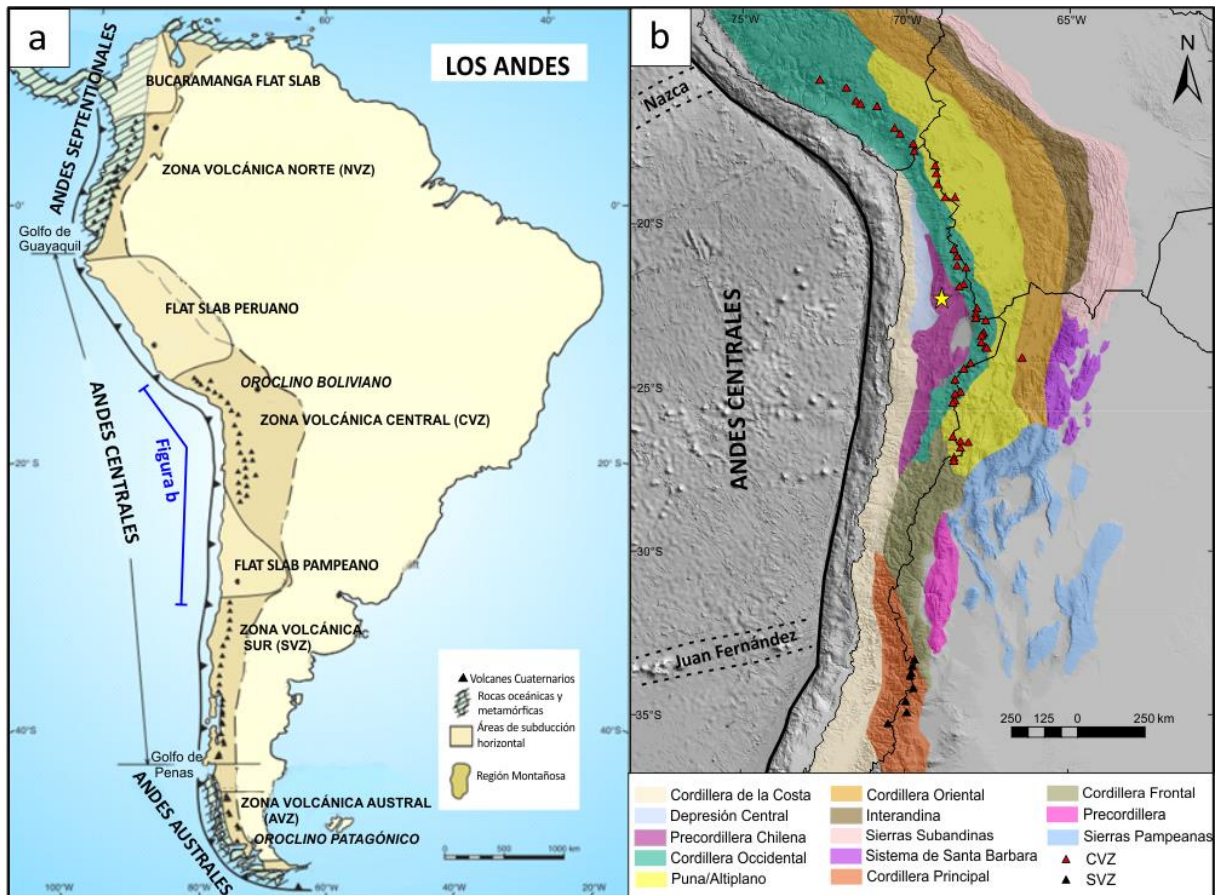 a
LOS ANDES
BUCARAMANGA FLAT SLAB
ANDES SEPTENTIONALES
ZONA VOLCÁNICA NORTE (NVZ)
0°
Golfo de
Guayaquil
FLAT SLAB PERUANO
OROCLINO BOLIVIANO
ZONA VOLCÁNICA CENTRAL (CVZ)
ANDES CENTRALES
Figura b
20° S
FLAT SLAB PAMPEANO
ZONA VOLCÁNICA
SUR (SVZ)
40°S
Golfo de
Penas
ZONA VOLCÁNICA AUSTRAL
(AVZ)
OROCLINO PATAGÓNICO
ANDES AUSTRALES
Volcanes Cuaternarios
Rocas oceánicas y
metamórficas
Áreas de subducción
horizontal
Región Montañosa
0 500 1000 km
100°W
80°W
60°W
40°W
60°
40°
0°
20°S
40°S
b
75°W
70°W
65°W
N
Nazca
20°S
25°S
30°S
35°S
ANDES CENTRALES
Juan Fernández
250 125 0 250 km
Cordillera de la Costa
Depresión Central
Precordillera Chilena
Cordillera Occidental
Puna/Altiplano
Cordillera Oriental
Interandina
Sierras Subandinas
Sistema de Santa Barbara
Cordillera Principal
Cordillera Frontal
Precordillera
Sierras Pampeanas
CVZ
SVZ